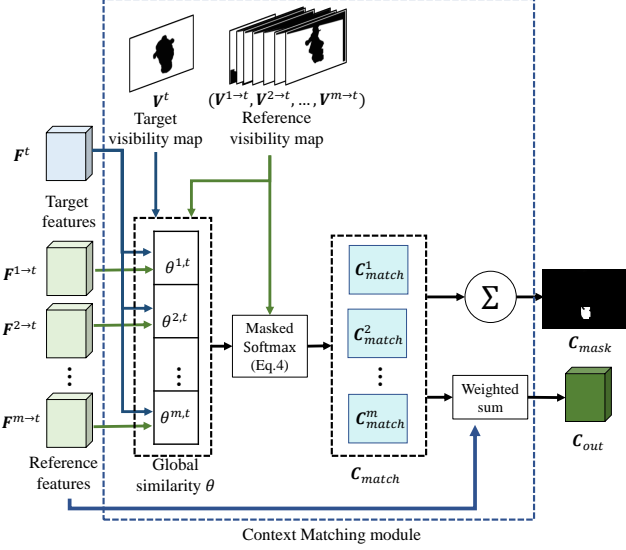 V^t
Target
visibility map
(V^{1→t}, V^{2→t}, ..., V^{m→t})
Reference
visibility map
F^t
Target
features
F^{1→t}
F^{2→t}
F^{m→t}
Reference
features
θ^{1,t}
θ^{2,t}
θ^{m,t}
Global
similarity θ
Masked
Softmax
(Eq.4)
C^1_{match}
C^2_{match}
C^m_{match}
C_{match}
Σ
C_{mask}
Weighted
sum
C_{out}
Context Matching module